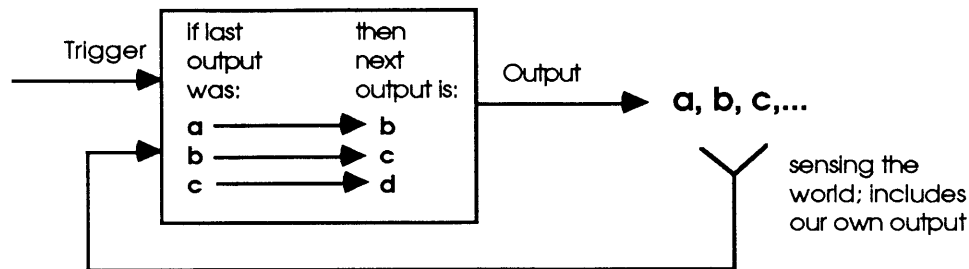 Trigger
if last
output
was:
a
b
c
then
next
output is:
b
c
d
Output
a, b, c,...
sensing the
world; includes
our own output